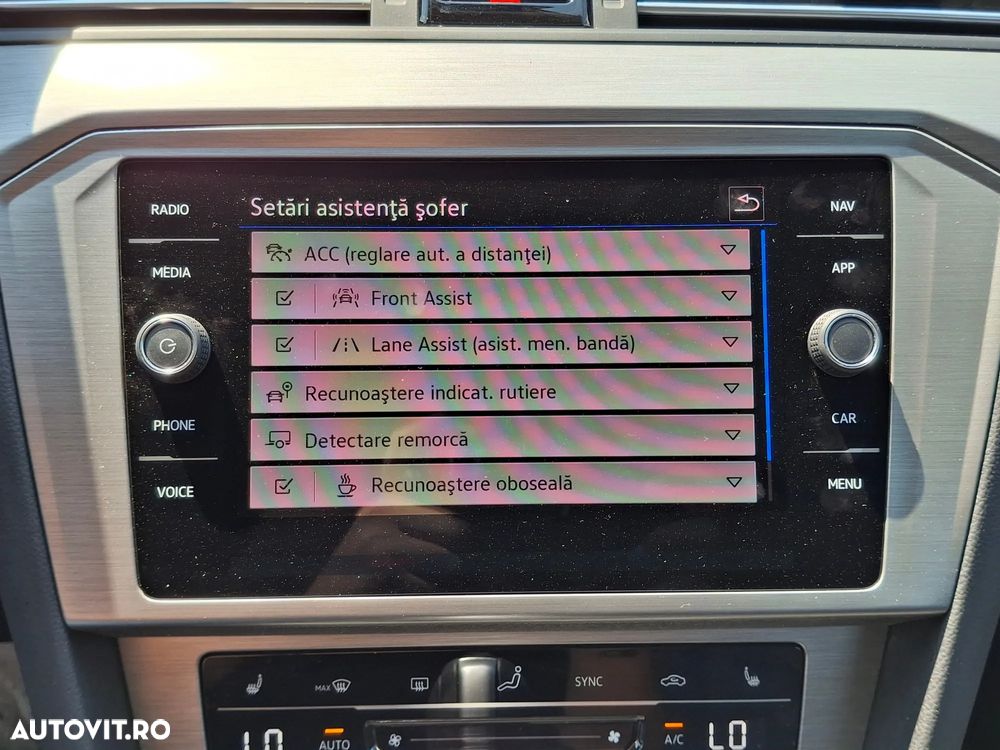 RADIO
MEDIA
PHONE
VOICE
Setări asistenţă şofer
ACC (reglare aut. a distanţei)
Front Assist
Lane Assist (asist. men. bandă)
Recunoaştere indicat. rutiere
Detectare remorcă
Recunoaştere oboseală
NAV
APP
CAR
MENU
MAX
SYNC
LO
AUTO
A/C
LO
AUTOVIT.RO